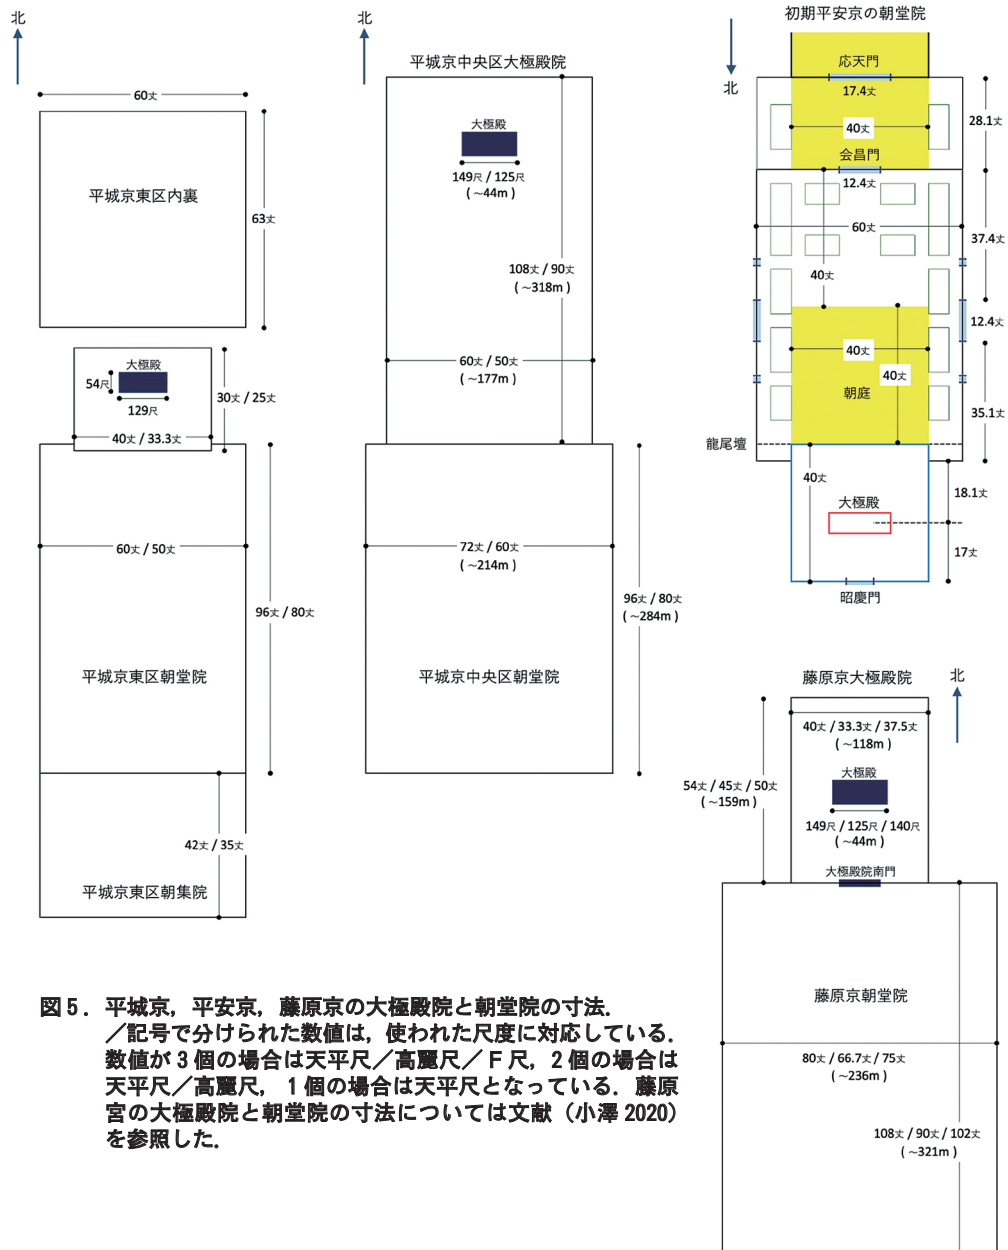 北
60丈
平城京東区内裏
63丈
大極殿
54尺
129尺
30丈 / 25丈
40丈 / 33.3丈
60丈 / 50丈
96丈 / 80丈
平城京東区朝堂院
42丈 / 35丈
平城京東区朝集院
北
平城京中央区大極殿院
大極殿
149尺 / 125尺
( ~44m )
108丈 / 90丈
( ~318m )
60丈 / 50丈
( ~177m )
72丈 / 60丈
( ~214m )
96丈 / 80丈
( ~284m )
平城京中央区朝堂院
初期平安京の朝堂院
北
応天門
17.4丈
28.1丈
40丈
会昌門
12.4丈
60丈
37.4丈
40丈
12.4丈
40丈
40丈
朝庭
35.1丈
龍尾壇
40丈
18.1丈
大極殿
17丈
昭慶門
藤原京大極殿院
北
40丈 / 33.3丈 / 37.5丈
( ~118m )
大極殿
54丈 / 45丈 / 50丈
( ~159m )
149尺 / 125尺 / 140尺
( ~44m )
大極殿院南門
藤原京朝堂院
80丈 / 66.7丈 / 75丈
( ~236m )
108丈 / 90丈 / 102丈
( ~321m )
図5．平城京，平安京，藤原京の大極殿院と朝堂院の寸法．
／記号で分けられた数値は，使われた尺度に対応している．
数値が3個の場合は天平尺／高麗尺／Ｆ尺，2個の場合は
天平尺／高麗尺，1個の場合は天平尺となっている．藤原
宮の大極殿院と朝堂院の寸法については文献（小澤 2020）
を参照した．